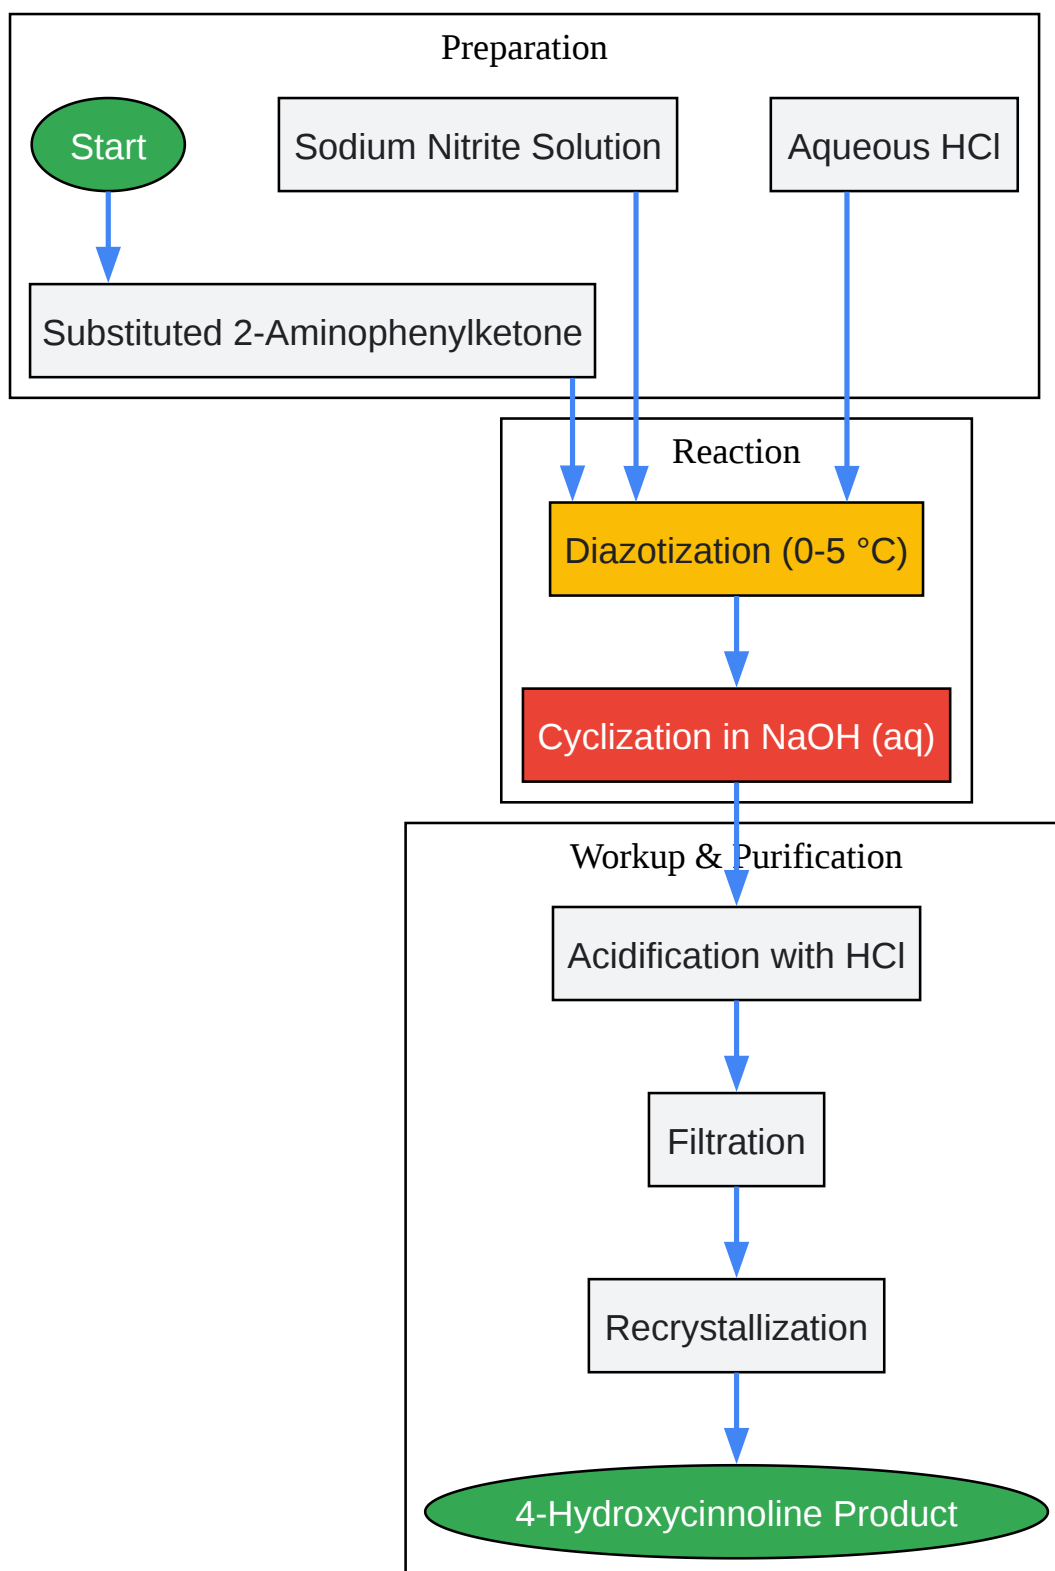 Preparation
Start
Sodium Nitrite Solution
Aqueous HCl
Substituted 2-Aminophenylketone
Reaction
Diazotization (0-5 °C)
Cyclization in NaOH (aq)
Workup & Purification
Acidification with HCl
Filtration
Recrystallization
4-Hydroxycinnoline Product